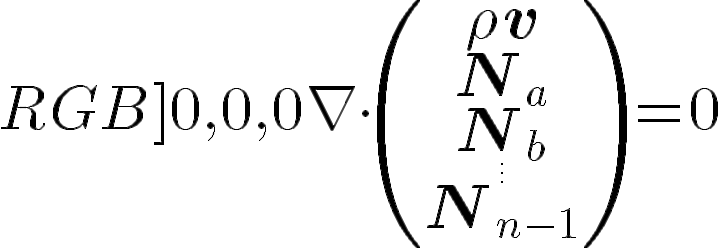 RGB]0,0,0∇·(ρv
N_a
N_b
⋮
N_{n−1})=0